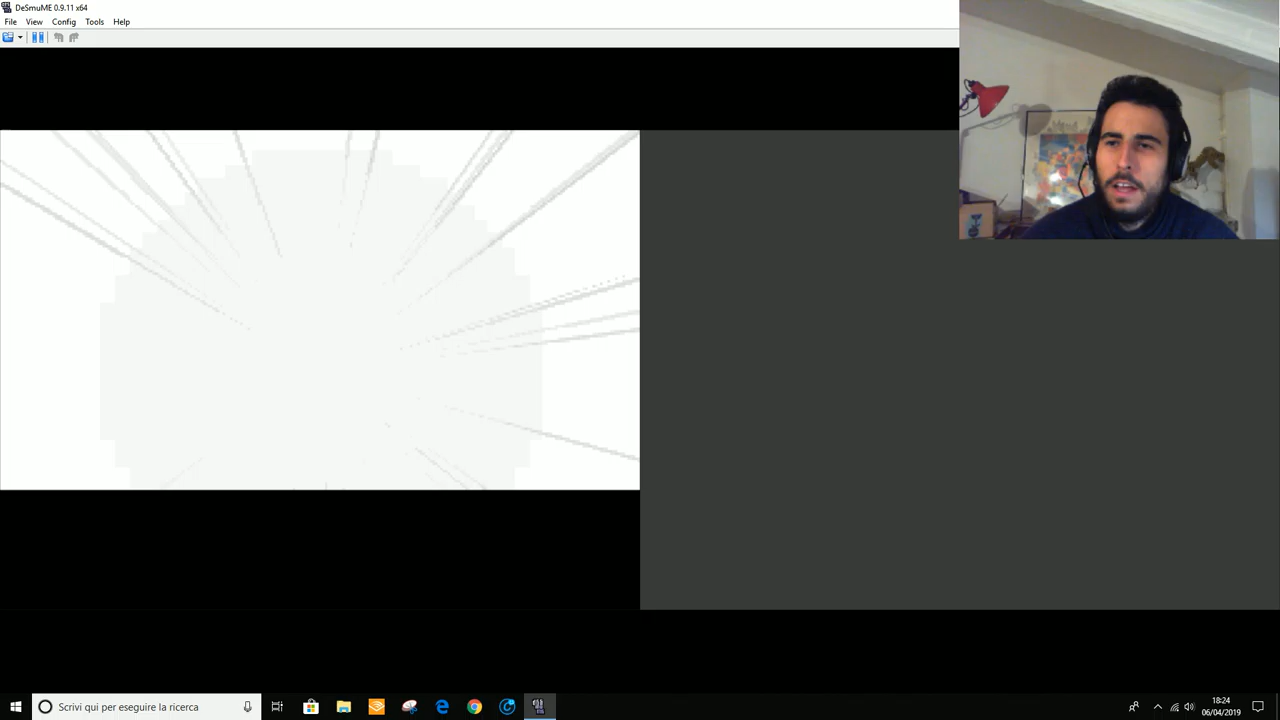 DeSmuME 0.9.11 x64
File View Config Tools Help
Scrivi qui per eseguire la ricerca
18:24
06/04/2019